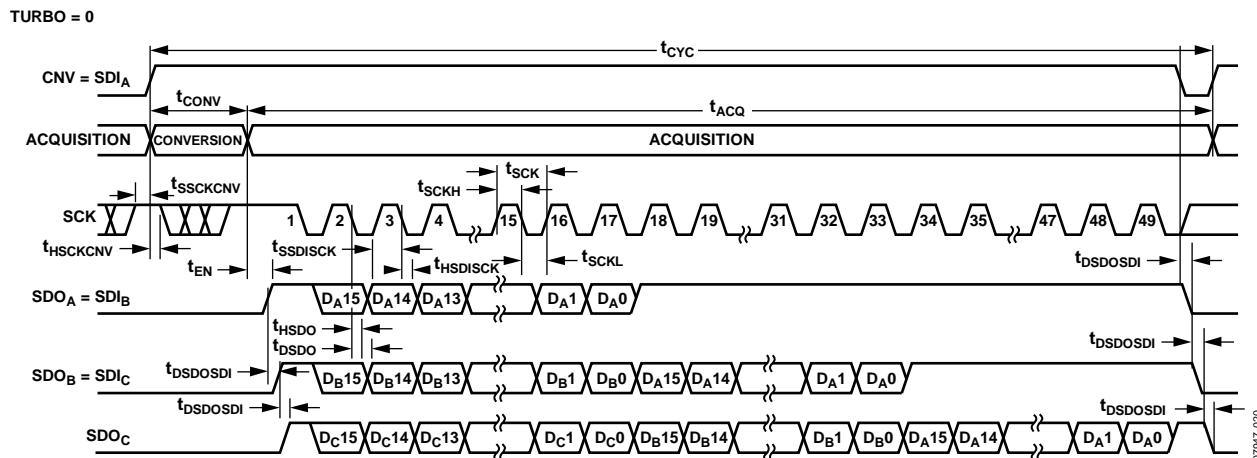 TURBO = 0
tCYC
CNV = SDIA
tCONV
tACQ
ACQUISITION CONVERSION ACQUISITION
tSCK
tSSCKCNV
tSCKH
SCK 1 2 3 4 15 16 17 18 19 31 32 33 34 35 47 48 49
tHSCKCNV
tSSDISCK
tEN
tHSDISCK
tSCKL
tDSDOSDI
SDOA = SDIB DA15 DA14 DA13 DA1 DA0
tHSDO
tDSDO
tDSDOSDI
tDSDOSDI
SDOB = SDIC DB15 DB14 DB13 DB1 DB0 DA15 DA14 DA1 DA0
tDSDOSDI
tDSDOSDI
SDOC DC15 DC14 DC13 DC1 DC0 DB15 DB14 DB1 DB0 DA15 DA14 DA1 DA0